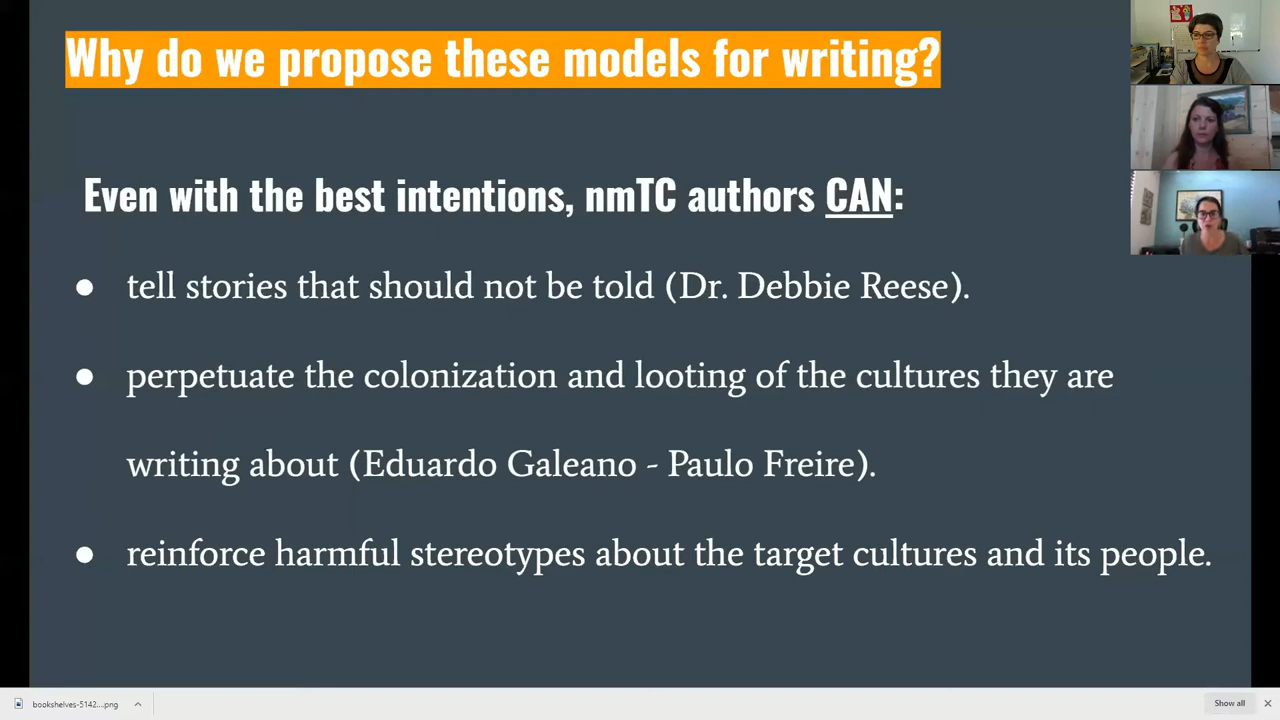 Why do we propose these models for writing?
Even with the best intentions, nmTC authors CAN:
● tell stories that should not be told (Dr. Debbie Reese).
● perpetuate the colonization and looting of the cultures they are
writing about (Eduardo Galeano - Paulo Freire).
● reinforce harmful stereotypes about the target cultures and its people.
bookshelves-5142....png
Show all